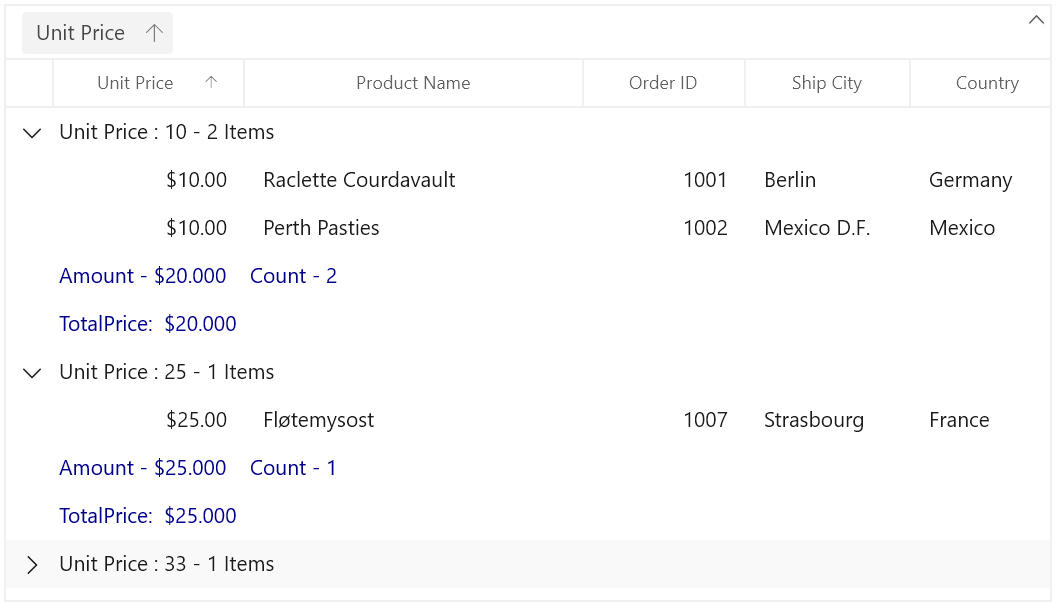 Unit Price
Unit Price Product Name Order ID Ship City Country
Unit Price : 10 - 2 Items
$10.00 Raclette Courdavault 1001 Berlin Germany
$10.00 Perth Pasties 1002 Mexico D.F. Mexico
Amount - $20.000 Count - 2
TotalPrice: $20.000
Unit Price : 25 - 1 Items
$25.00 Fløtemysost 1007 Strasbourg France
Amount - $25.000 Count - 1
TotalPrice: $25.000
Unit Price : 33 - 1 Items